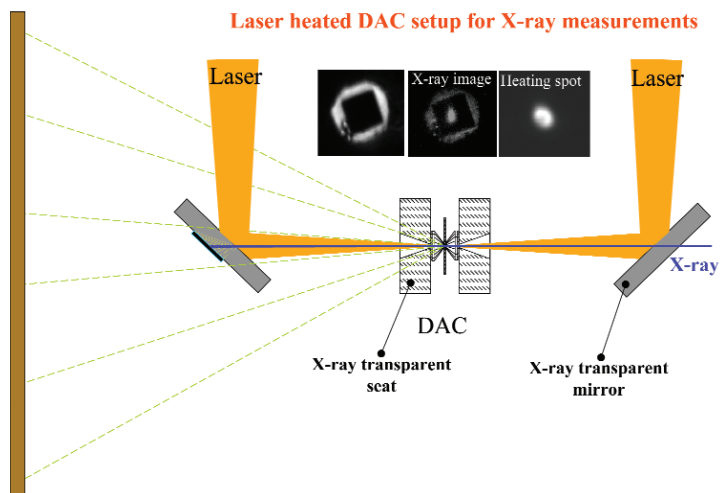 Laser heated DAC setup for X-ray measurements
Laser
X-ray image
Heating spot
Laser
X-ray
DAC
X-ray transparent
seat
X-ray transparent
mirror